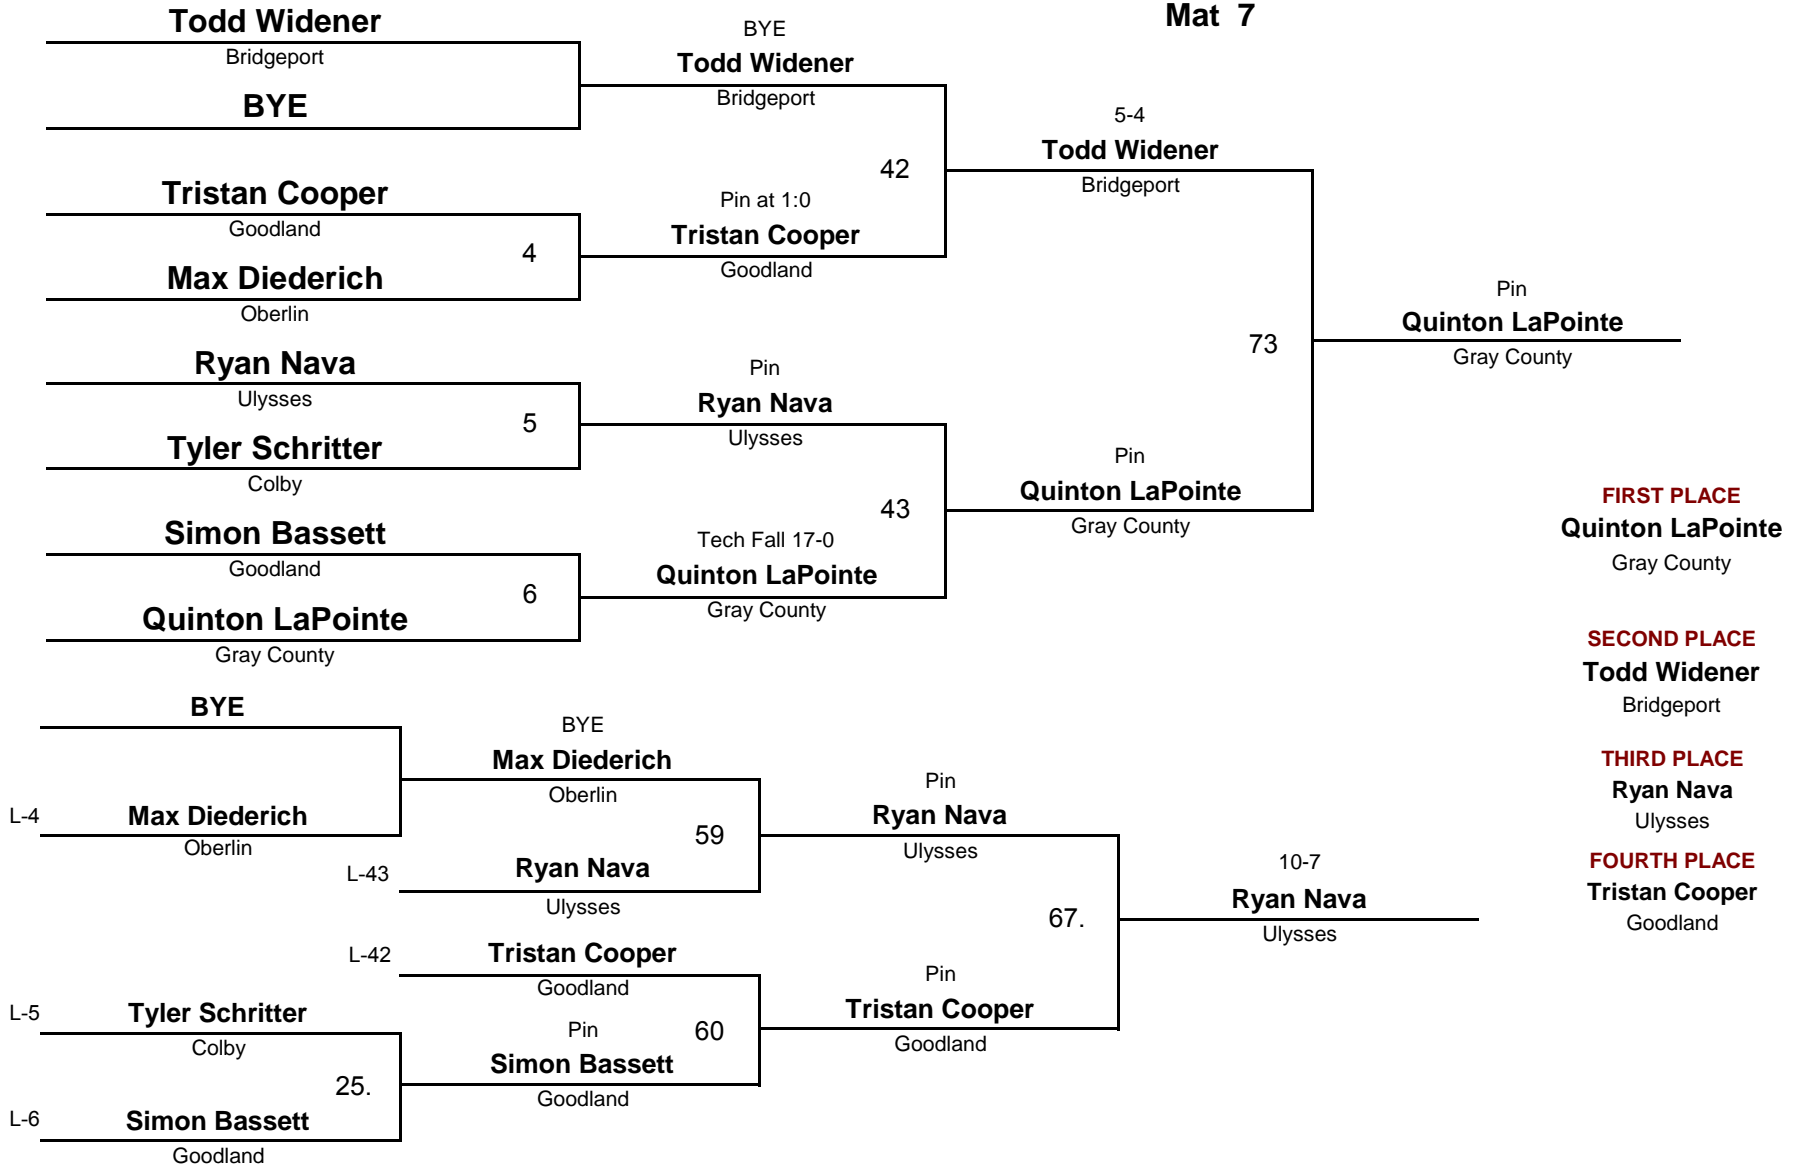 Mat 7
Todd Widener
Bridgeport
BYE
Tristan Cooper
Goodland
4
Max Diederich
Oberlin
Ryan Nava
Ulysses
5
Tyler Schritter
Colby
Simon Bassett
Goodland
6
Quinton LaPointe
Gray County
BYE
Todd Widener
Bridgeport
42
Pin at 1:0
Tristan Cooper
Goodland
Pin
Ryan Nava
Ulysses
43
Tech Fall 17-0
Quinton LaPointe
Gray County
5-4
Todd Widener
Bridgeport
73
Pin
Quinton LaPointe
Gray County
Pin
Quinton LaPointe
Gray County
FIRST PLACE
Quinton LaPointe
Gray County
SECOND PLACE
Todd Widener
Bridgeport
THIRD PLACE
Ryan Nava
Ulysses
FOURTH PLACE
Tristan Cooper
Goodland
BYE
L-4
Max Diederich
Oberlin
L-5
Tyler Schritter
Colby
25.
L-6
Simon Bassett
Goodland
BYE
Max Diederich
Oberlin
59
L-43
Ryan Nava
Ulysses
L-42
Tristan Cooper
Goodland
60
Pin
Simon Bassett
Goodland
Pin
Ryan Nava
Ulysses
67.
Pin
Tristan Cooper
Goodland
10-7
Ryan Nava
Ulysses